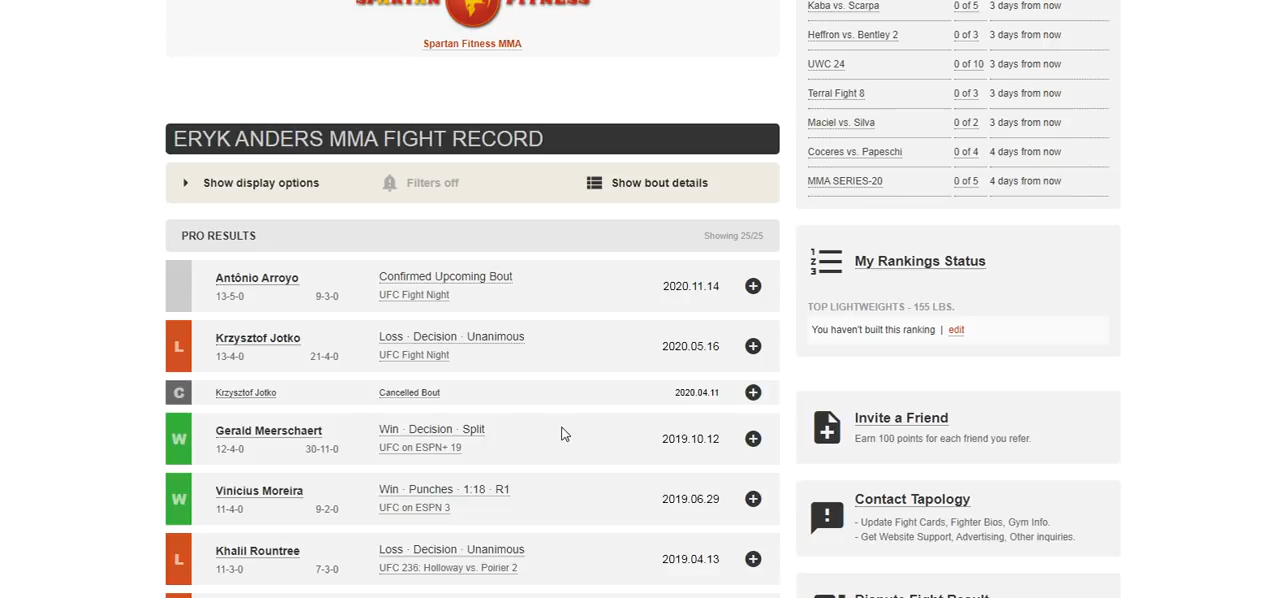 Spartan Fitness MMA
ERYK ANDERS MMA FIGHT RECORD
Show display options
Filters off
Show bout details
PRO RESULTS
Showing 25/25
Antônio Arroyo
Confirmed Upcoming Bout
13-5-0
9-3-0
UFC Fight Night
2020.11.14
L
Krzysztof Jotko
Loss · Decision · Unanimous
13-4-0
21-4-0
UFC Fight Night
2020.05.16
C
Krzysztof Jotko
Cancelled Bout
2020.04.11
W
Gerald Meerschaert
Win · Decision · Split
12-4-0
30-11-0
UFC on ESPN+ 19
2019.10.12
W
Vinicius Moreira
Win · Punches · 1:18 · R1
11-4-0
9-2-0
UFC on ESPN 3
2019.06.29
L
Khalil Rountree
Loss · Decision · Unanimous
11-3-0
7-3-0
UFC 236: Holloway vs. Poirier 2
2019.04.13
Kaba vs. Scarpa 0 of 5 3 days from now
Heffron vs. Bentley 2 0 of 3 3 days from now
UWC 24 0 of 10 3 days from now
Terral Fight 8 0 of 3 3 days from now
Maciel vs. Silva 0 of 2 3 days from now
Coceres vs. Papeschi 0 of 4 4 days from now
MMA SERIES-20 0 of 5 4 days from now
My Rankings Status
TOP LIGHTWEIGHTS - 155 LBS.
You haven't built this ranking | edit
Invite a Friend
Earn 100 points for each friend you refer.
Contact Tapology
- Update Fight Cards, Fighter Bios, Gym Info.
- Get Website Support, Advertising, Other inquiries.
Dispute Fight Result